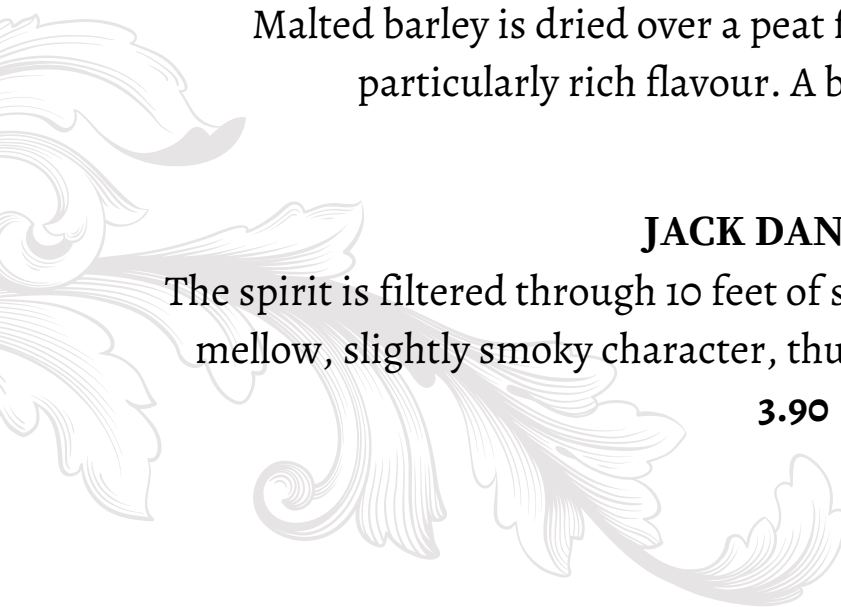 Malted barley is dried over a peat
particularly rich flavour. A
JACK DAN
The spirit is filtered through 10 feet of
mellow, slightly smoky character,
3.90